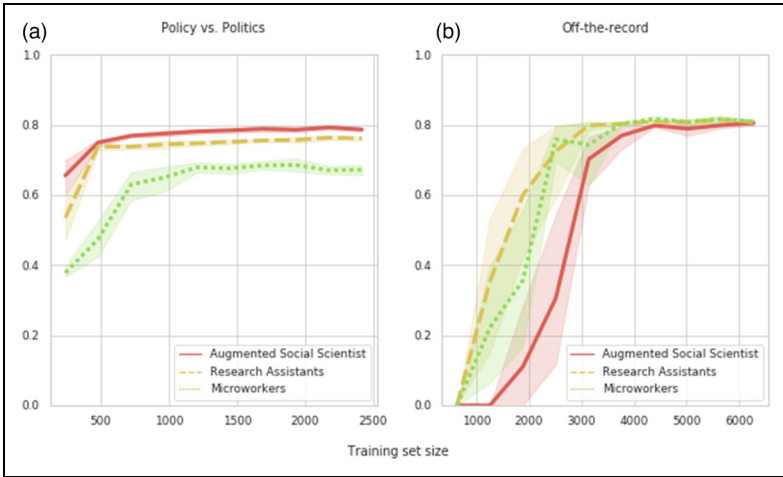 (a)
Policy vs. Politics
1.0
0.8
0.6
0.4
0.2
0.0
Augmented Social Scientist
Research Assistants
Microworkers
500
1000
1500
2000
2500
(b)
Off-the-record
1.0
0.8
0.6
0.4
0.2
0.0
Augmented Social Scientist
Research Assistants
Microworkers
1000
2000
3000
4000
5000
6000
Training set size